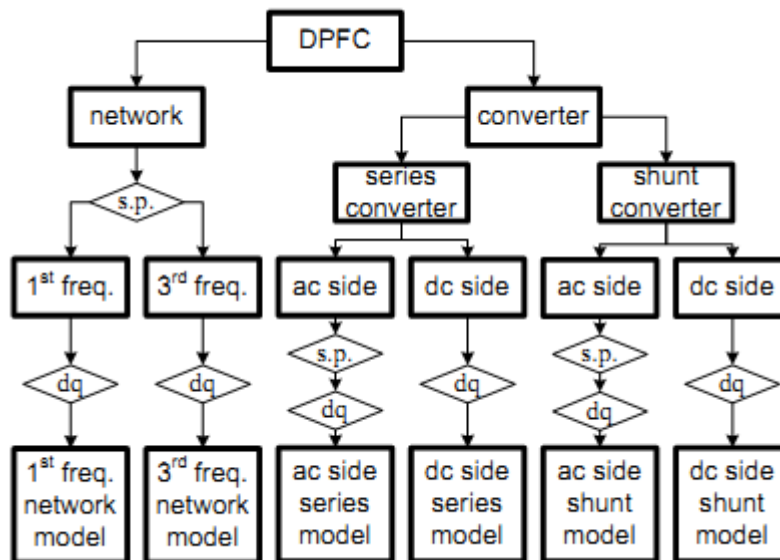 DPFC
network
converter
s.p.
series
converter
shunt
converter
1st freq.
3rd freq.
ac side
dc side
ac side
dc side
s.p.
s.p.
dq
dq
dq
dq
dq
dq
1st freq.
network
model
3rd freq.
network
model
ac side
series
model
dc side
series
model
ac side
shunt
model
dc side
shunt
model